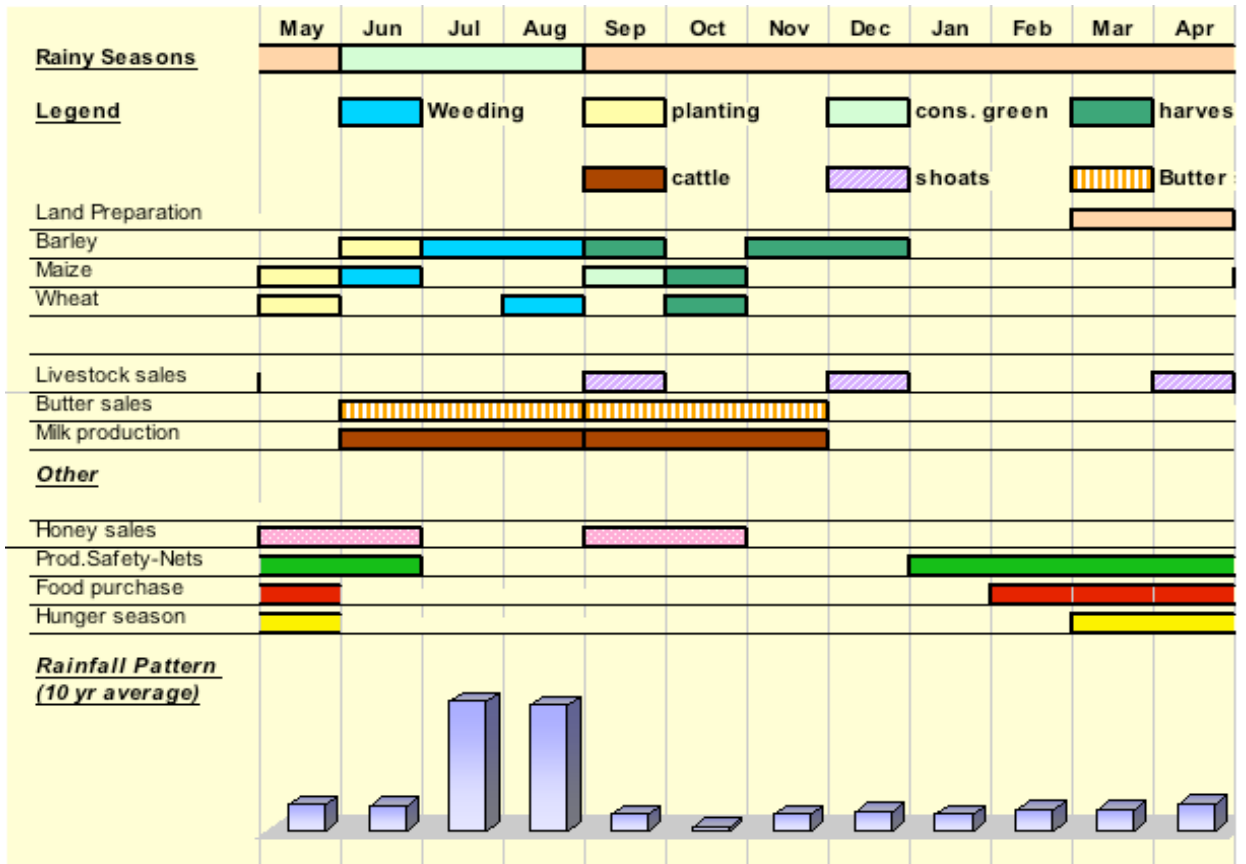 May Jun Jul Aug Sep Oct Nov Dec Jan Feb Mar Apr
Rainy Seasons
Legend Weeding planting cons. green harves
cattle shoats Butter
Land Preparation
Barley
Maize
Wheat
Livestock sales
Butter sales
Milk production
Other
Honey sales
Prod.Safety-Nets
Food purchase
Hunger season
Rainfall Pattern
(10 yr average)